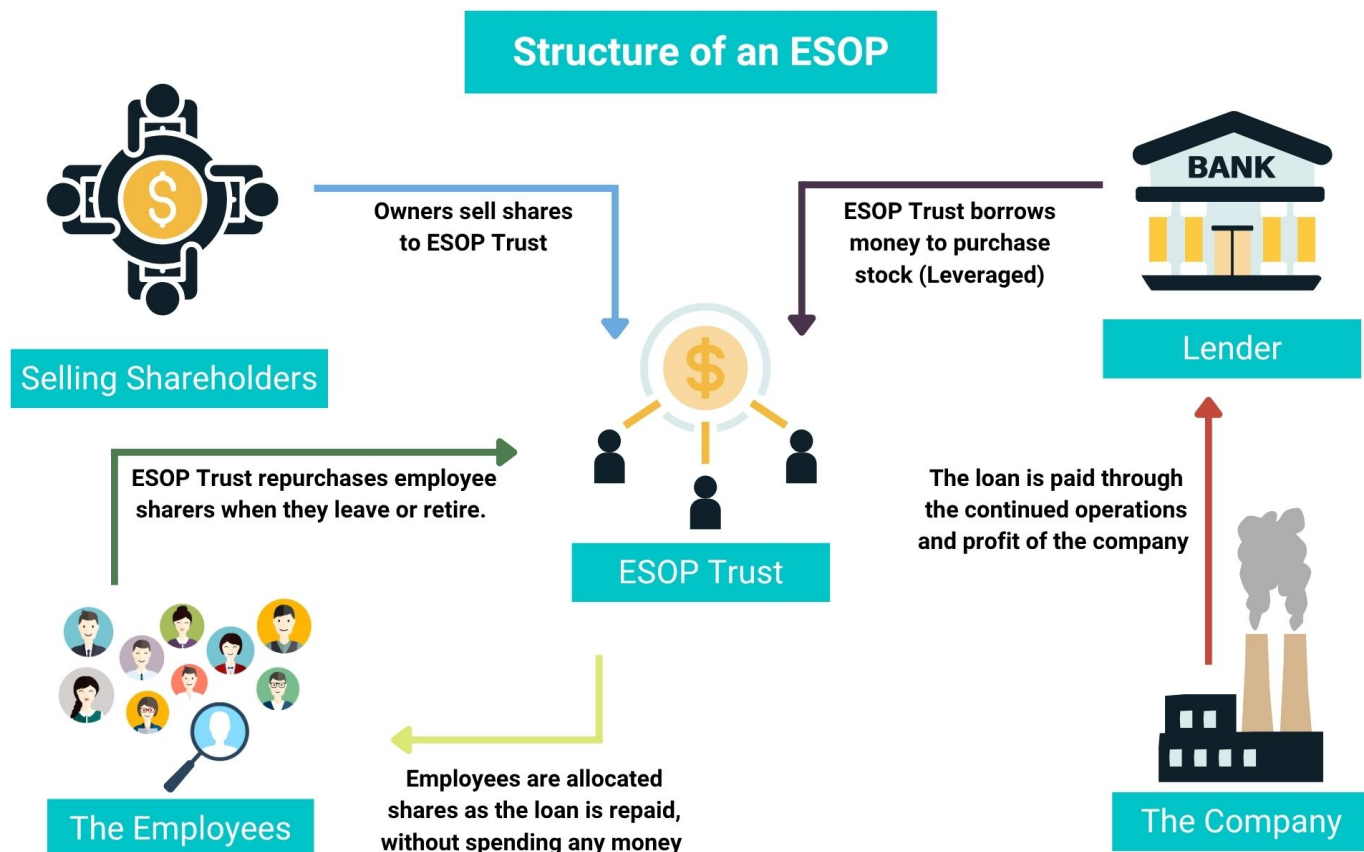 Structure of an ESOP
BANK
Owners sell shares
to ESOP Trust
ESOP Trust borrows
money to purchase
stock (Leveraged)
Selling Shareholders
Lender
ESOP Trust repurchases employee
sharers when they leave or retire.
The loan is paid through
the continued operations
and profit of the company
ESOP Trust
Employees are allocated
shares as the loan is repaid,
without spending any money
The Employees
The Company